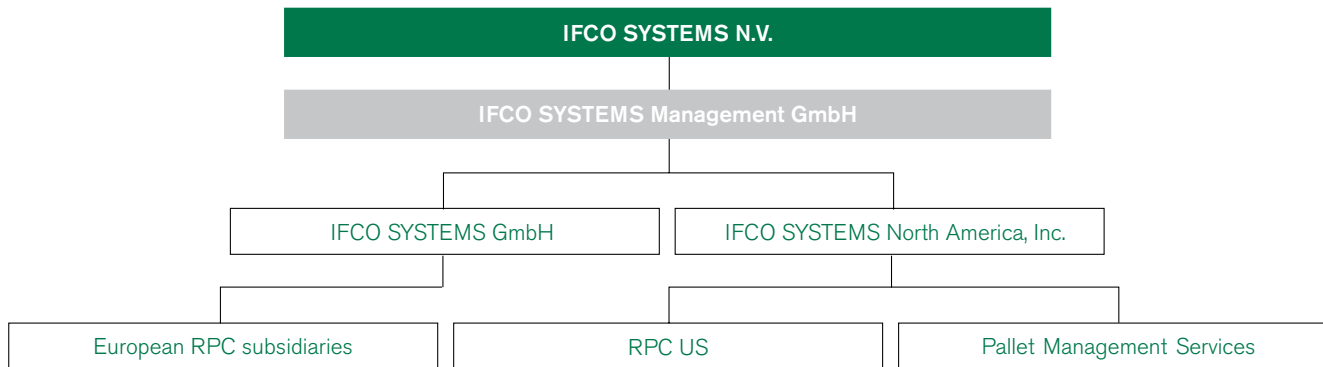 IFCO SYSTEMS N.V.
IFCO SYSTEMS Management GmbH
IFCO SYSTEMS GmbH
IFCO SYSTEMS North America, Inc.
European RPC subsidiaries
RPC US
Pallet Management Services